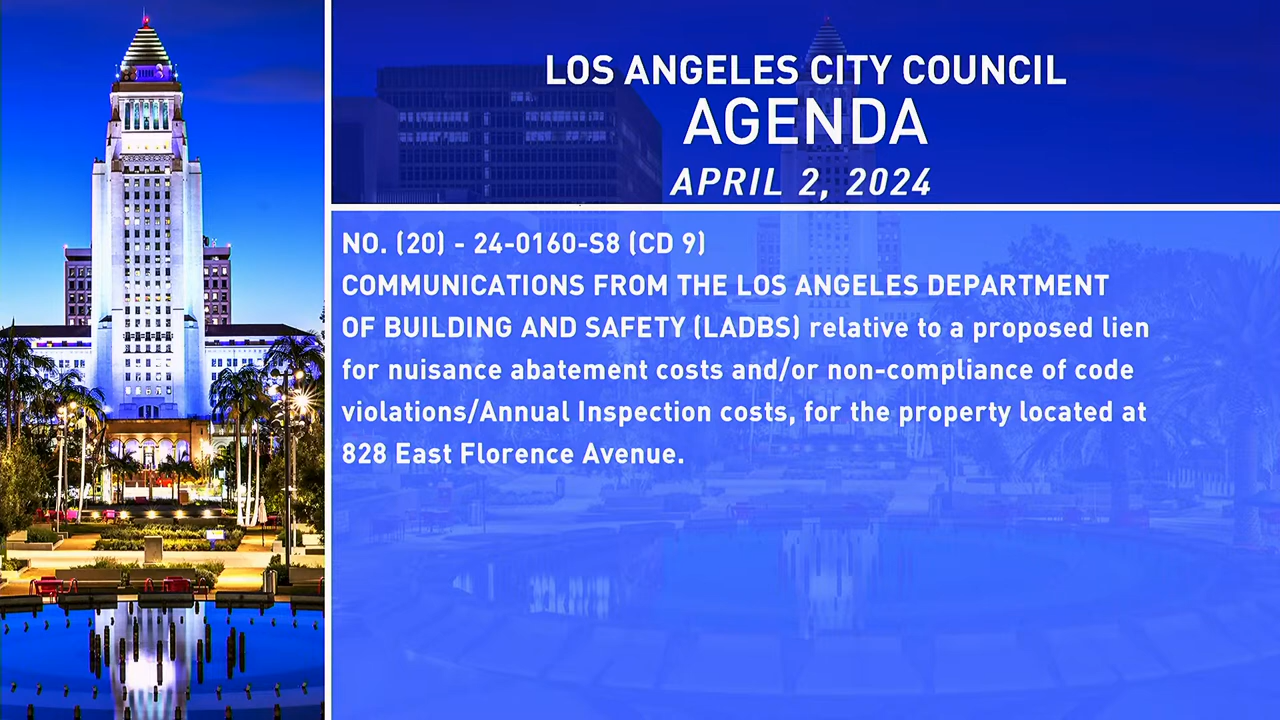 LOS ANGELES CITY COUNCIL
AGENDA
APRIL 2, 2024
NO. (20) - 24-0160-S8 (CD 9)
COMMUNICATIONS FROM THE LOS ANGELES DEPARTMENT
OF BUILDING AND SAFETY (LADBS) relative to a proposed lien
for nuisance abatement costs and/or non-compliance of code
violations/Annual Inspection costs, for the property located at
828 East Florence Avenue.